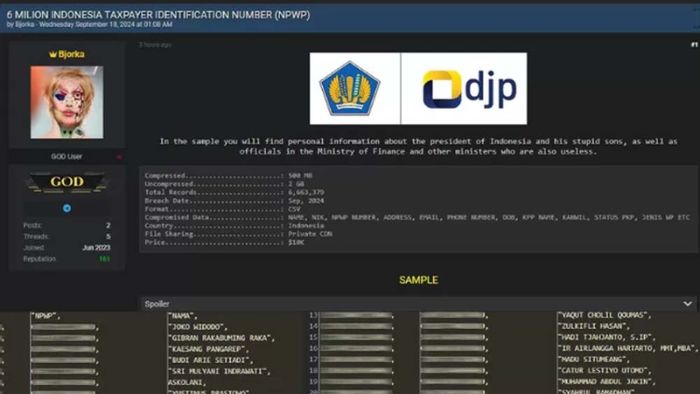 6 MILION INDONESIA TAXPAYER IDENTIFICATION NUMBER (NPWP)
by Bjorka - Wednesday September 18, 2024 at 01:08 AM
Bjorka
GOD User
GOD
Posts: 2
Threads: 5
Joined: Jun 2023
Reputation: 161
3 hours ago
#1
djp
In the sample you will find personal information about the president of Indonesia and his stupid sons, as well as
officials in the Ministry of Finance and other ministers who are also useless.
Compressed.......................: 500 MB
Uncompressed.....................: 2 GB
Total Records....................: 6,663,379
Breach Date......................: Sep, 2024
Format...........................: CSV
Compromised Data.................: NAME, NIK, NPWP NUMBER, ADDRESS, EMAIL, PHONE NUMBER, DOB, KPP NAME, KANWIL, STATUS PKP, JENIS WP ETC
Country..........................: Indonesia
File Sharing.....................: Private CDN
Price............................: $10K
SAMPLE
Spoiler
"NPWP",
"NAMA",
"JOKO WIDODO",
"GIBRAN RAKABUMING RAKA",
"KAESANG PANGAREP",
"BUDI ARIE SETIADI",
"SRI MULYANI INDRAWATI",
ASKOLANI,
13
14
15
16
17
18
19
20
"YAQUT CHOLIL QOUMAS",
"ZULKIFLI HASAN",
"HADI TJAHJANTO, S.IP",
"IR AIRLANGGA HARTARTO, MMT,MBA",
"MADU SITUMEANG",
"CATUR LESTIYO UTOMO",
"MUHAMMAD ABDUL JAKIN",